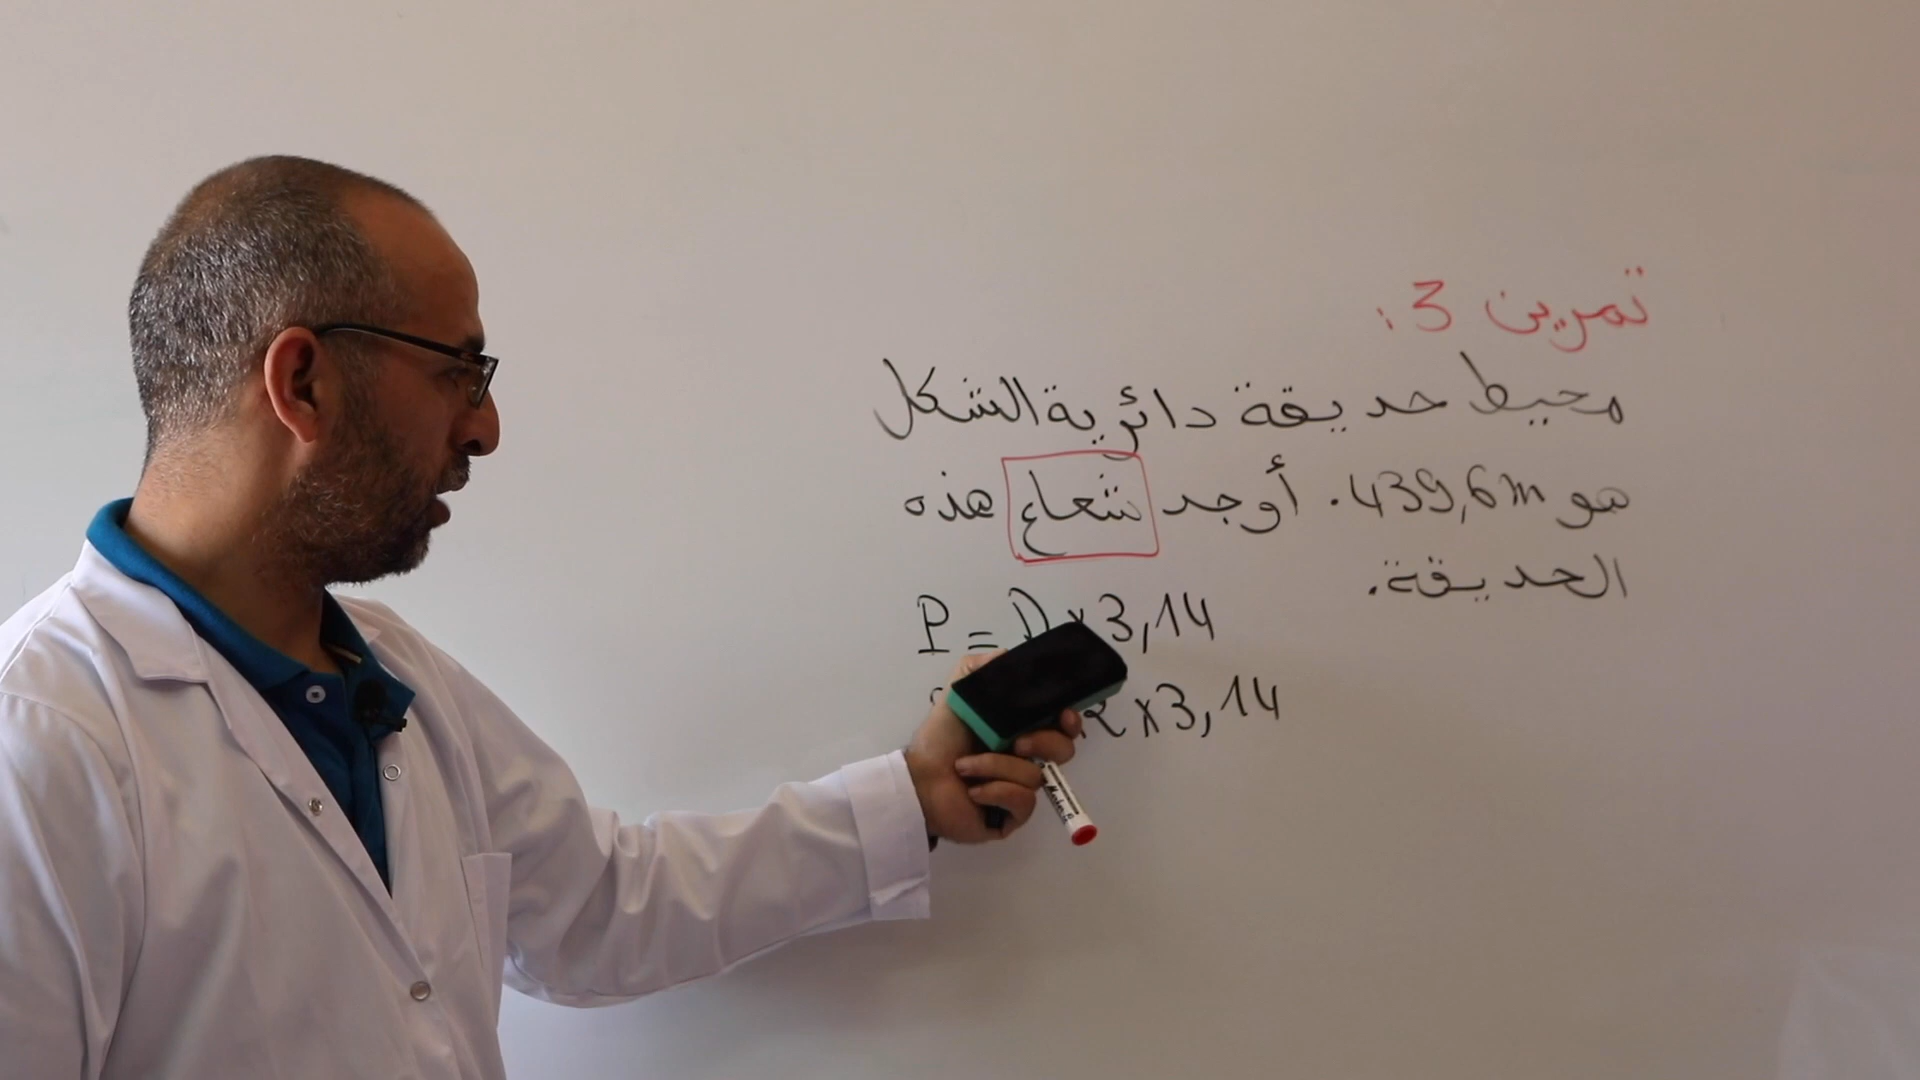 تمرين 3:
محيط حديقة دائرية الشكل
هو 439,6m. أوجد شعاع هذه
الحديقة.
P = D x 3,14
x 3,14